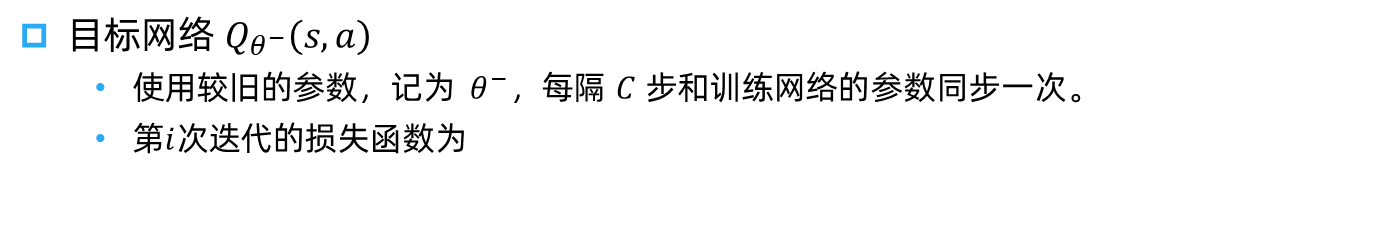 目标网络 Q_{θ⁻}(s, a)
使用较旧的参数，记为 θ⁻，每隔 C 步和训练网络的参数同步一次。
第i次迭代的损失函数为